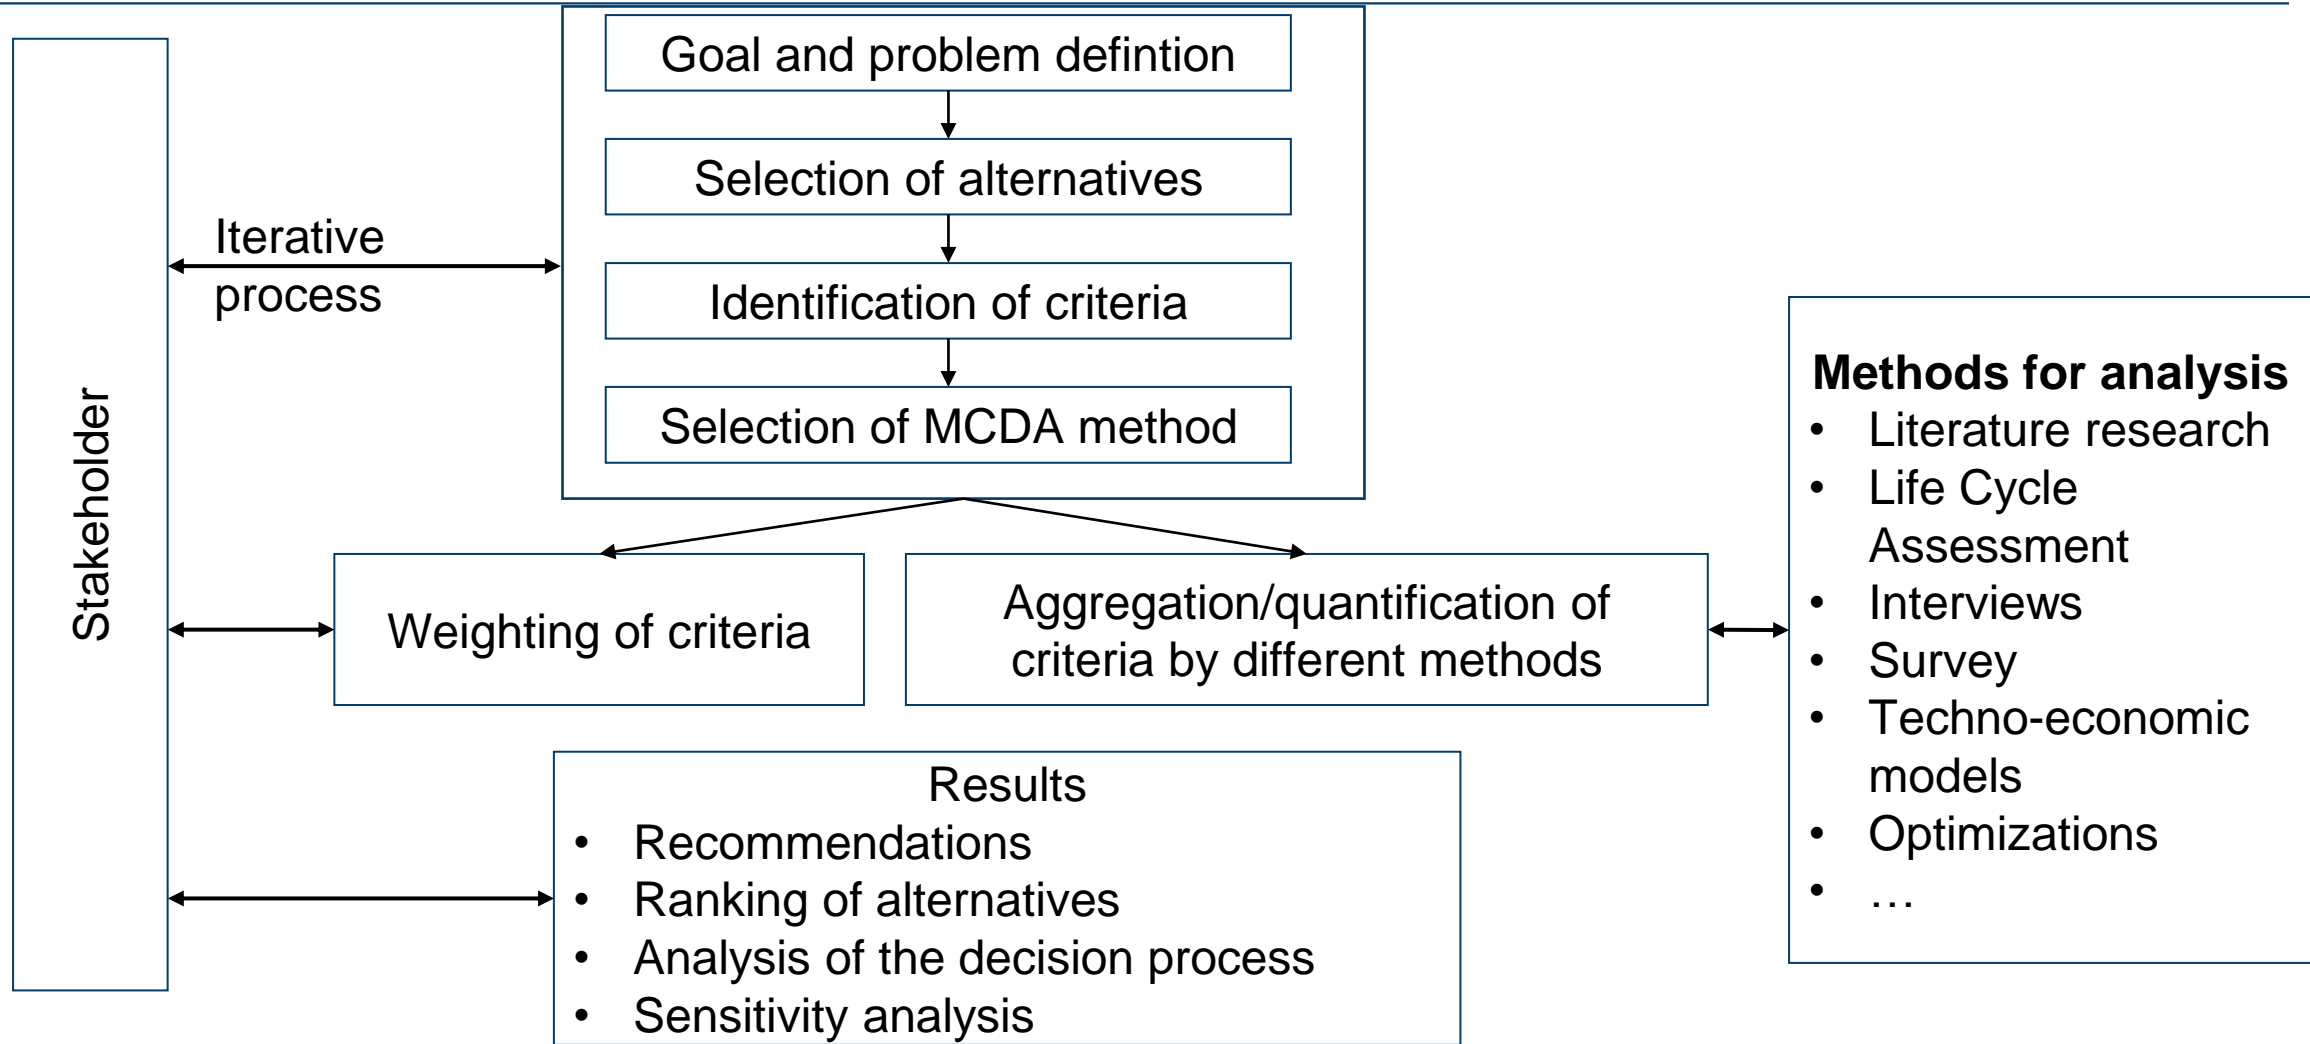 Goal and problem defintion
Selection of alternatives
Identification of criteria
Selection of MCDA method
Iterative
process
Stakeholder
Weighting of criteria
Aggregation/quantification of
criteria by different methods
Methods for analysis
• Literature research
• Life Cycle
Assessment
• Interviews
• Survey
• Techno-economic
models
• Optimizations
• …
Results
• Recommendations
• Ranking of alternatives
• Analysis of the decision process
• Sensitivity analysis